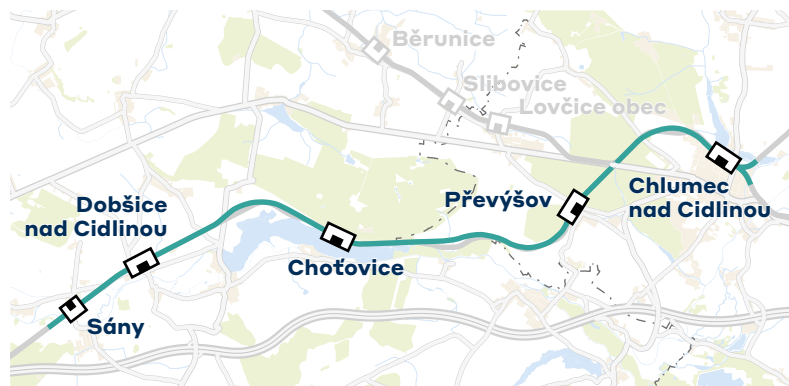 Běrunice
Slibovice
Lovčice obec
Dobšice
nad Cidlinou
Převýšov
Chlumec
nad Cidlinou
Choťovice
Sány